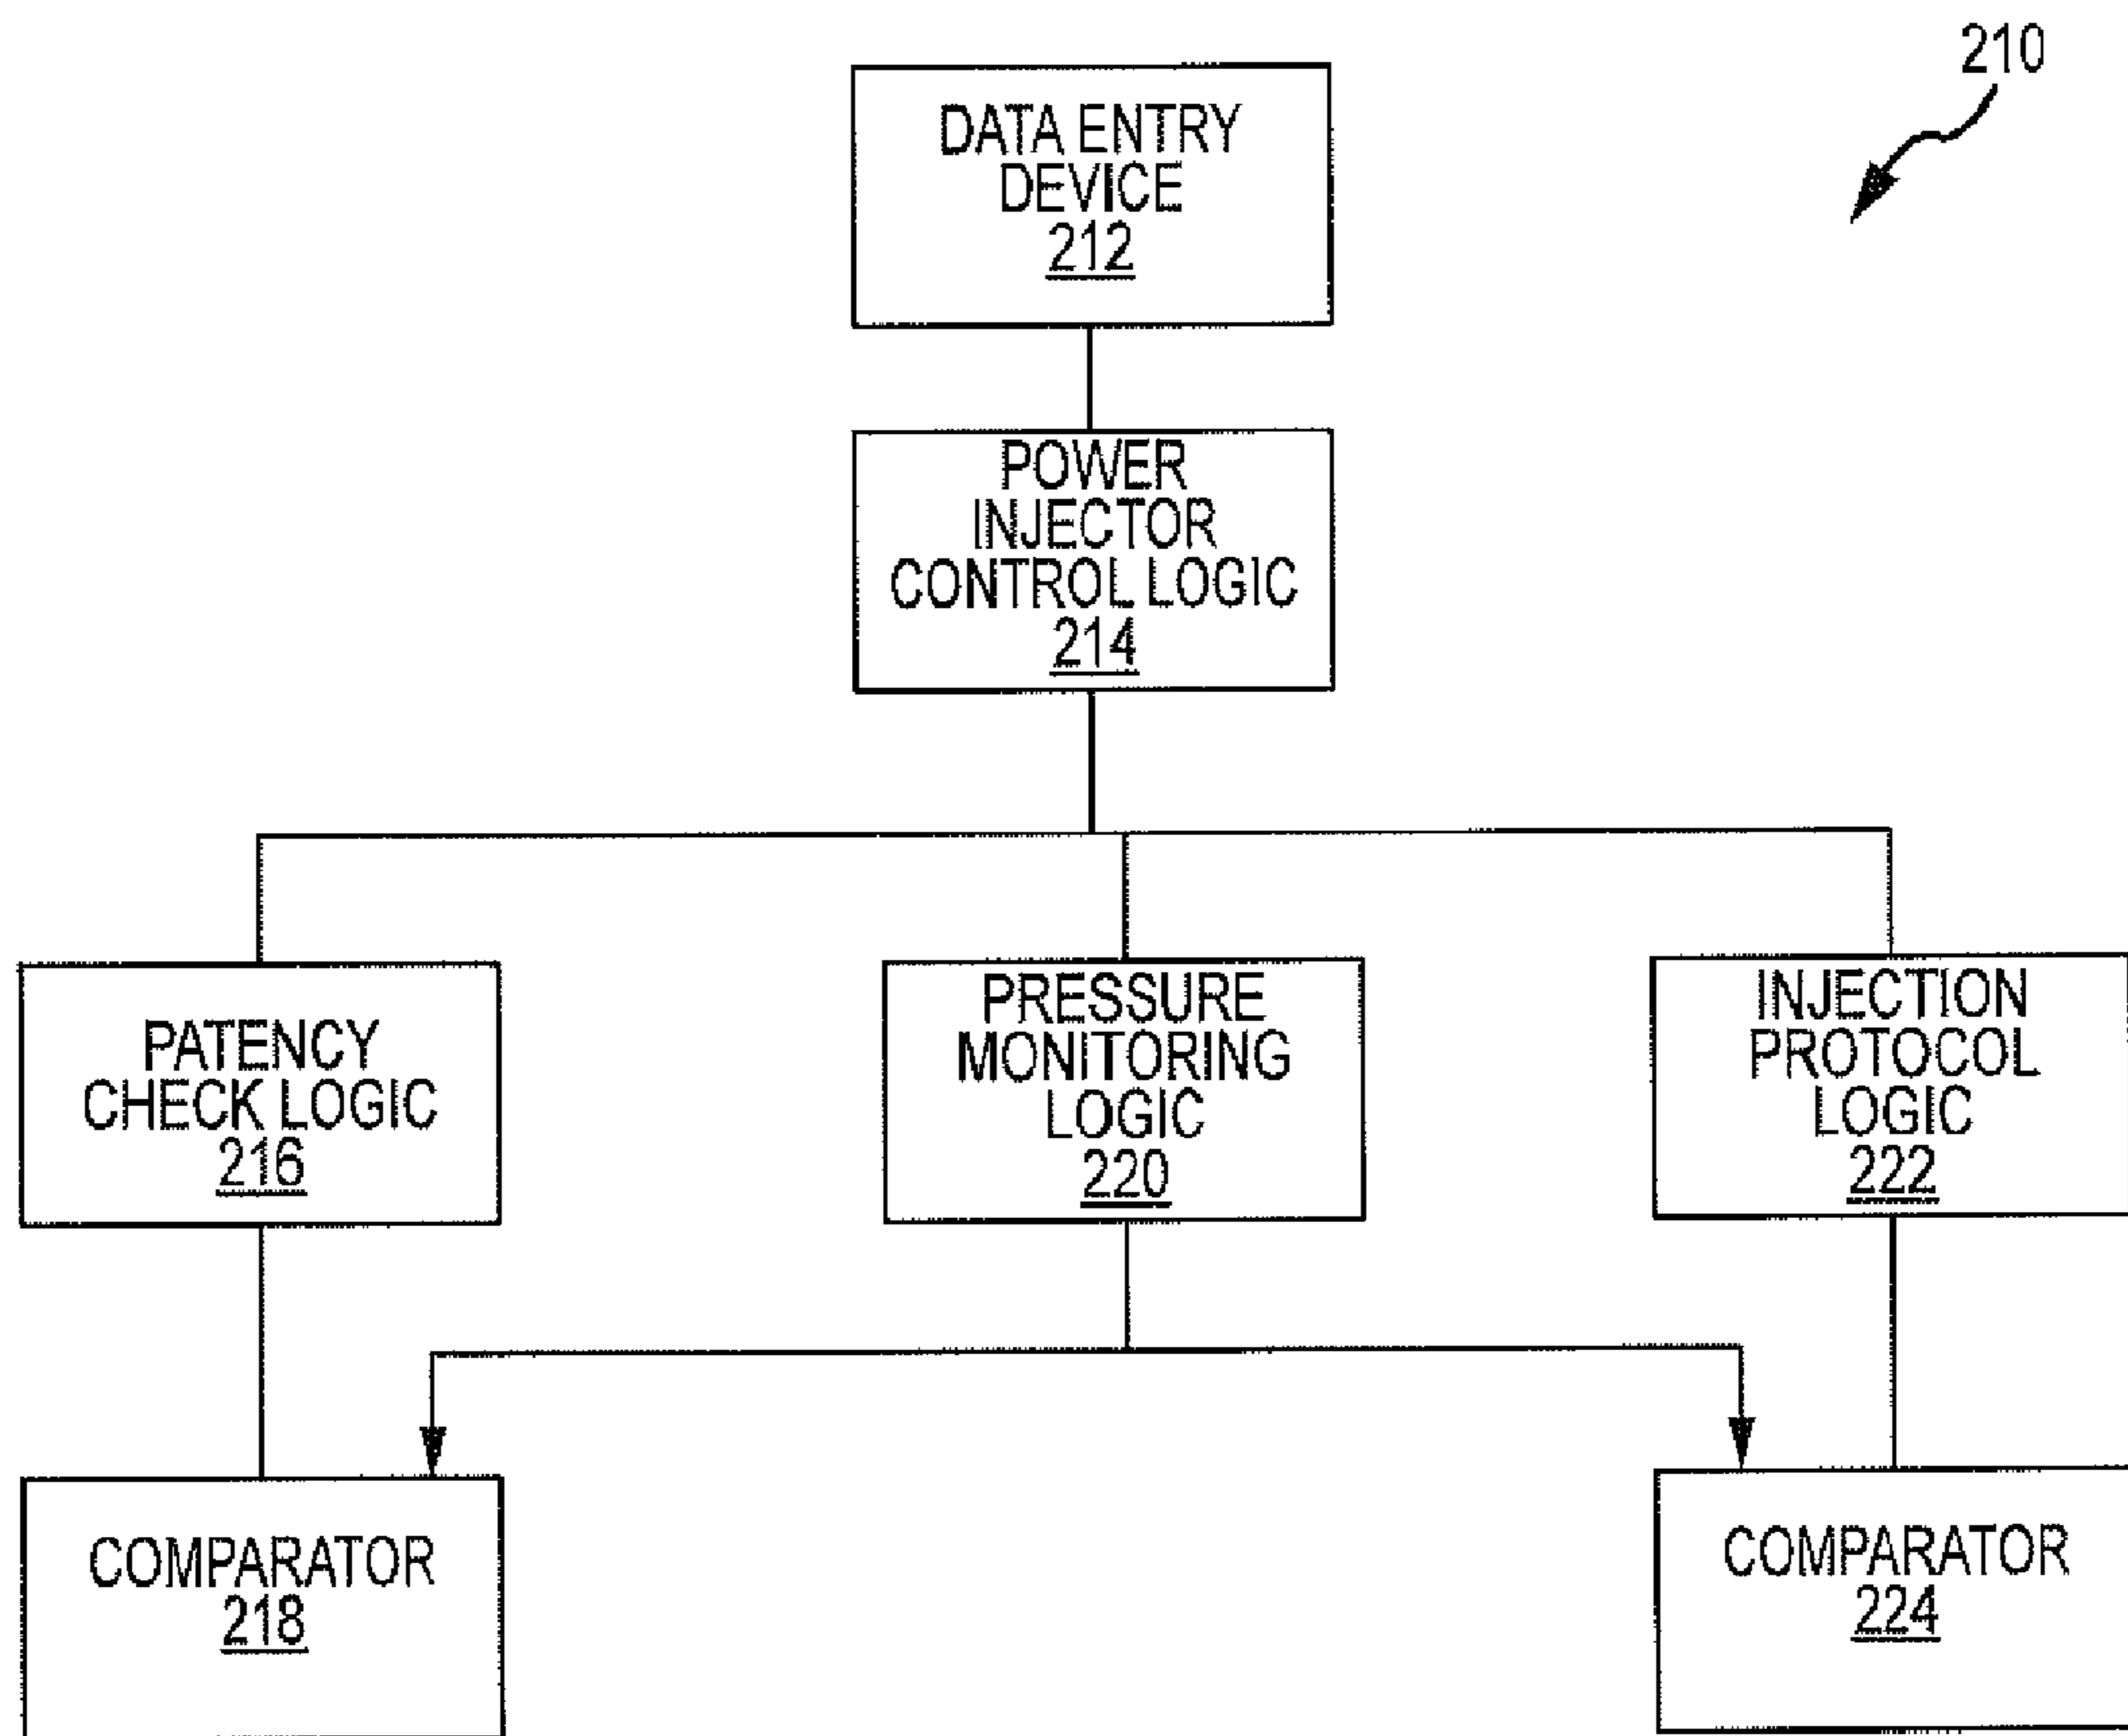 210
DATA ENTRY
DEVICE
212
POWER
INJECTOR
CONTROL LOGIC
214
PATENCY
CHECK LOGIC
216
PRESSURE
MONITORING
LOGIC
220
INJECTION
PROTOCOL
LOGIC
222
COMPARATOR
218
COMPARATOR
224